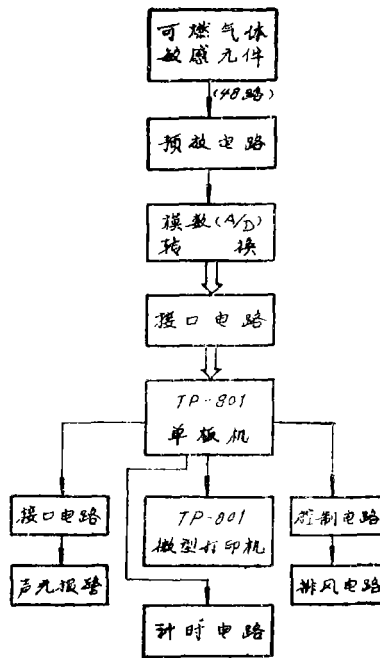 可燃气体
敏感元件
(48路)
预放电路
模数(A/D)
转换
接口电路
TP-801
单板机
接口电路
TP-801
微型打印机
控制电路
声光报警
排风电路
计时电路